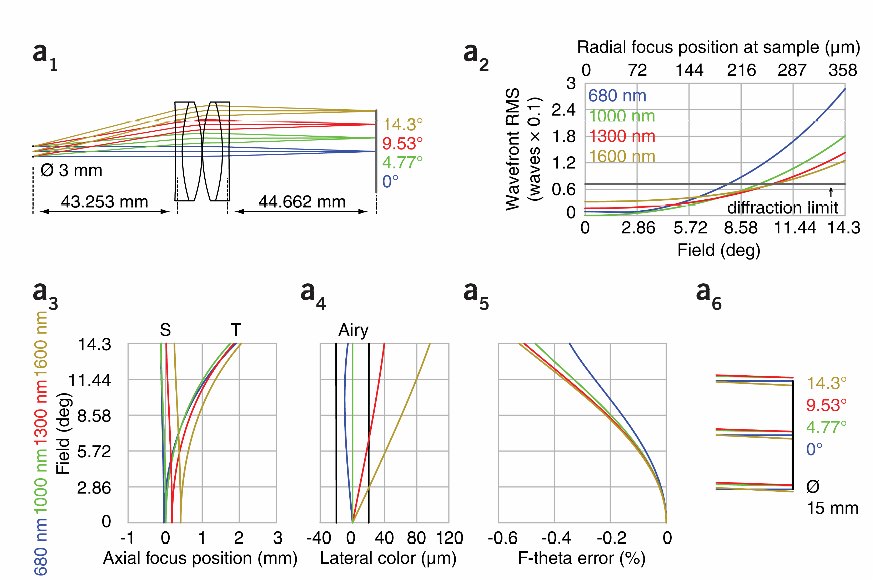 a1
14.3°
9.53°
4.77°
0°
Ø 3 mm
43.253 mm
44.662 mm
a2
Radial focus position at sample (µm)
0 72 144 216 287 358
Wavefront RMS
(waves × 0.1)
3
2.4
1.8
1.2
0.6
0
680 nm
1000 nm
1300 nm
1600 nm
diffraction limit
0 2.86 5.72 8.58 11.44 14.3
Field (deg)
a3
680 nm 1000 nm 1300 nm 1600 nm
Field (deg)
S T
14.3
11.44
8.58
5.72
2.86
0
-1 0 1 2 3
Axial focus position (mm)
a4
Airy
-40 0 40 80 120
Lateral color (µm)
a5
-0.6 -0.4 -0.2 0
F-theta error (%)
a6
14.3°
9.53°
4.77°
0°
Ø
15 mm